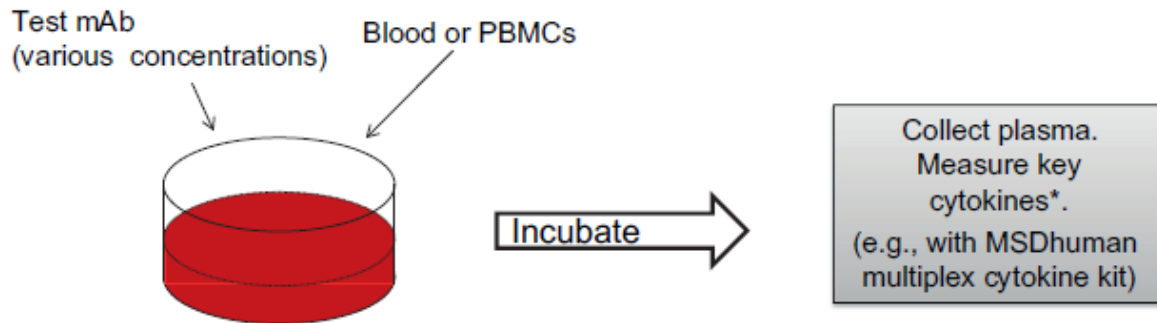 Test mAb
(various concentrations)
Blood or PBMCs
Incubate
Collect plasma.
Measure key
cytokines*.
(e.g., with MSDhuman
multiplex cytokine kit)